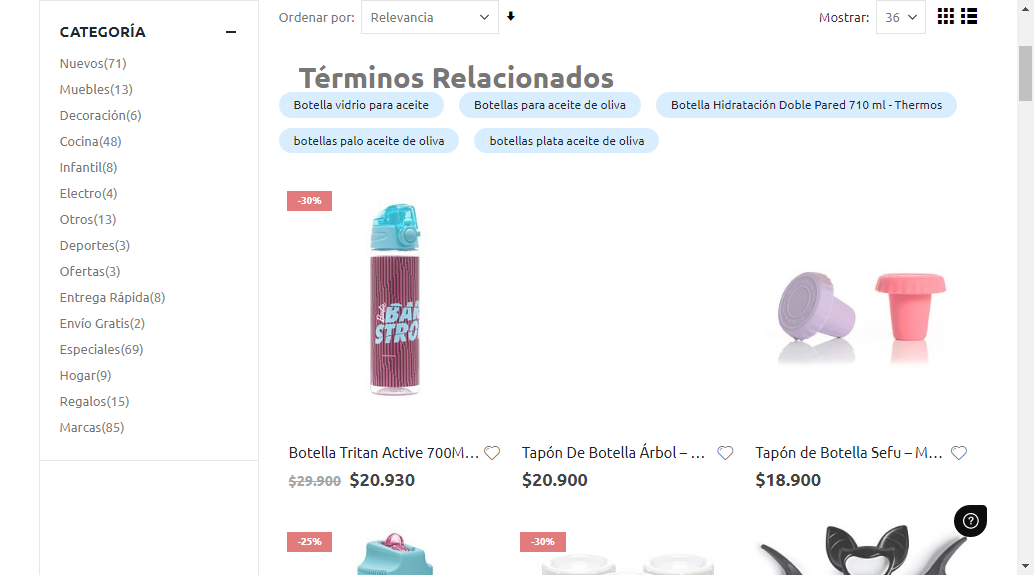 Ordenar por: Relevancia
Mostrar: 36
CATEGORÍA
Nuevos(71)
Muebles(13)
Decoración(6)
Cocina(48)
Infantil(8)
Electro(4)
Otros(13)
Deportes(3)
Ofertas(3)
Entrega Rápida(8)
Envío Gratis(2)
Especiales(69)
Hogar(9)
Regalos(15)
Marcas(85)
Términos Relacionados
Botella vidrio para aceite
Botellas para aceite de oliva
Botella Hidratación Doble Pared 710 ml - Thermos
botellas palo aceite de oliva
botellas plata aceite de oliva
-30%
Botella Tritan Active 700M...
$29.900 $20.930
Tapón De Botella Árbol – ...
$20.900
Tapón de Botella Sefu – M...
$18.900
-25%
-30%